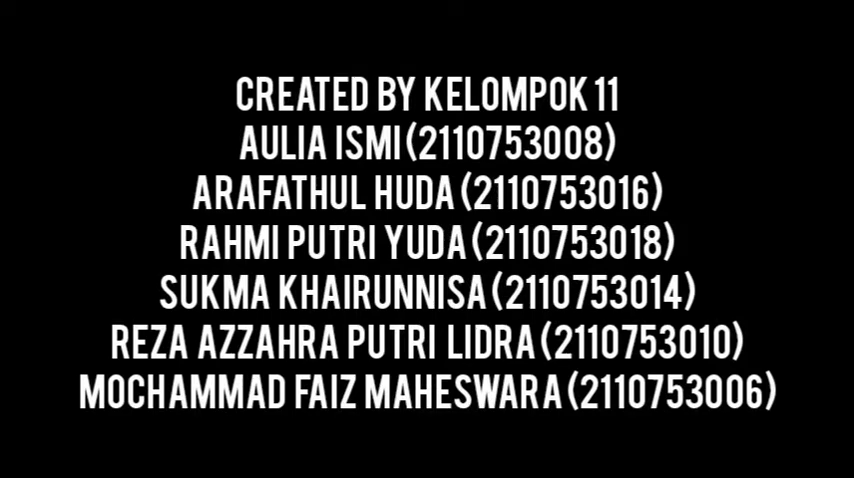 CREATED BY KELOMPOK 11
AULIA ISMI (2110753008)
ARAFATHUL HUDA (2110753016)
RAHMI PUTRI YUDA (2110753018)
SUKMA KHAIRUNNISA (2110753014)
REZA AZZAHRA PUTRI LIDRA (2110753010)
MOCHAMMAD FAIZ MAHESWARA (2110753006)